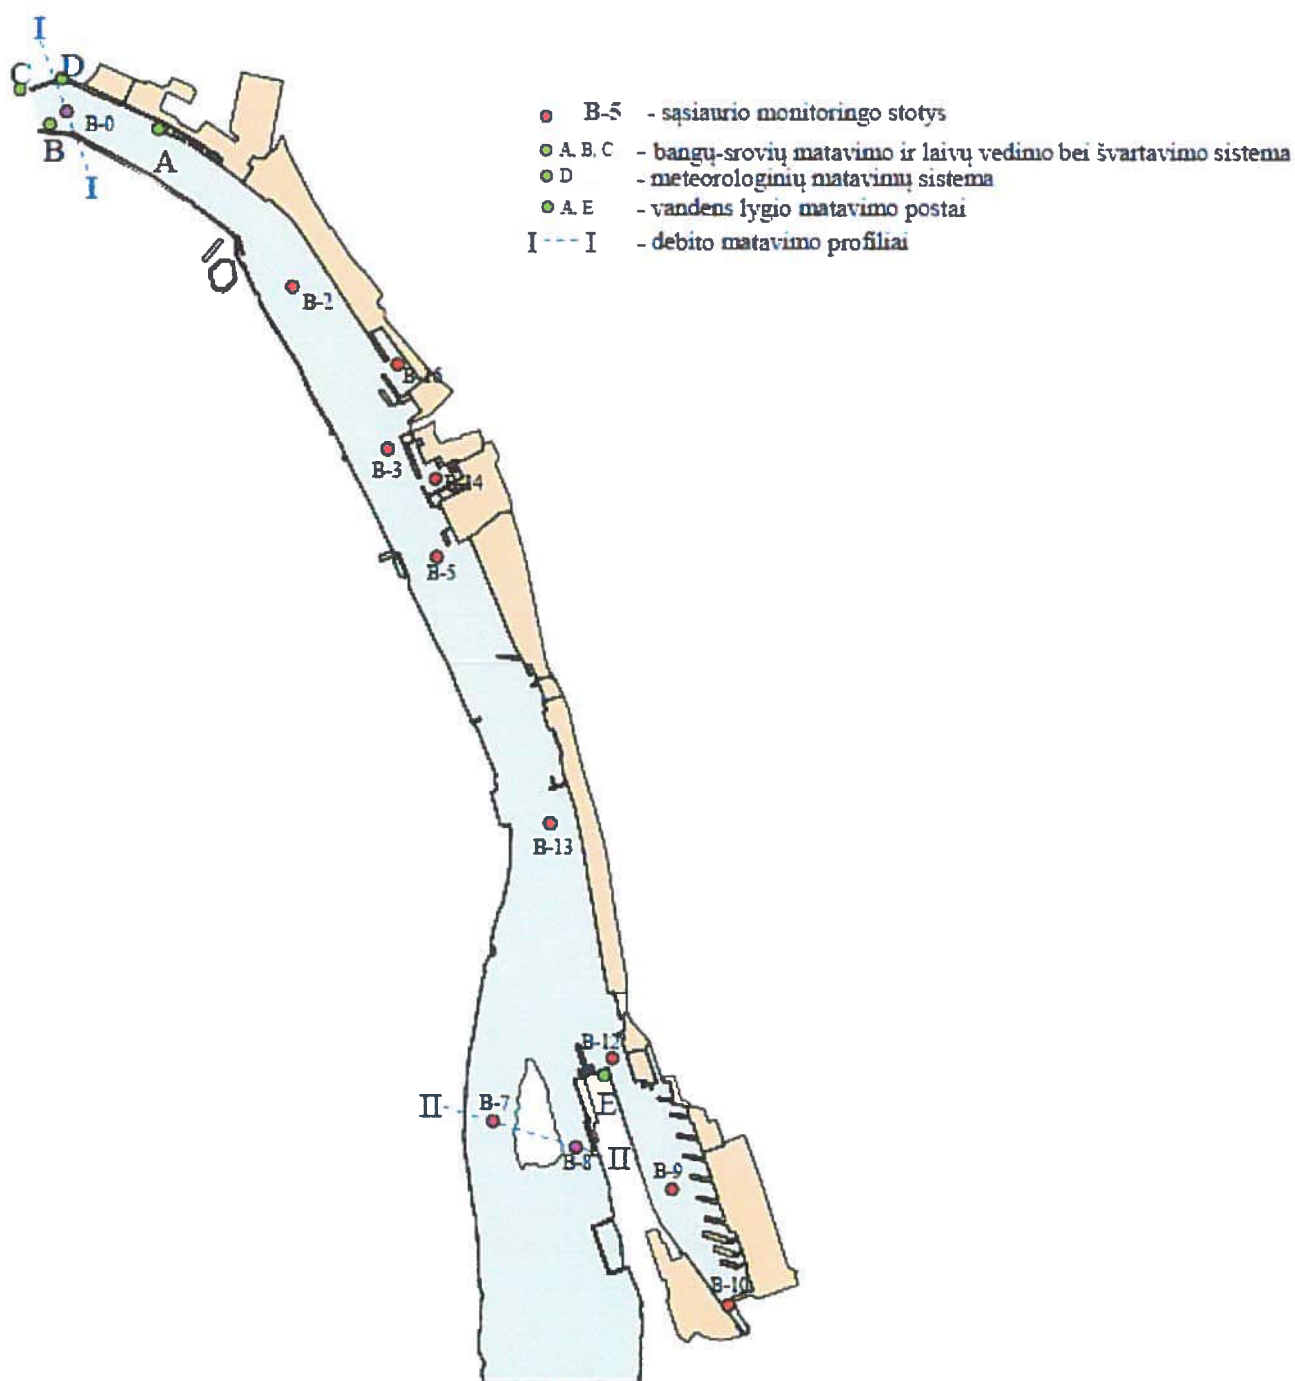 I
C
D
B-0
B
A
I
B-5 - sąsiaurio monitoringo stotys
A, B, C - bangų-srovių matavimo ir laivų vedimo bei švartavimo sistema
D - meteorologinių matavimų sistema
A, E - vandens lygio matavimo postai
I - - - I - debito matavimo profiliai
B-2
B-16
B-3
B-14
B-5
B-13
B-12
E
II
B-7
B-8
II
B-9
B-10